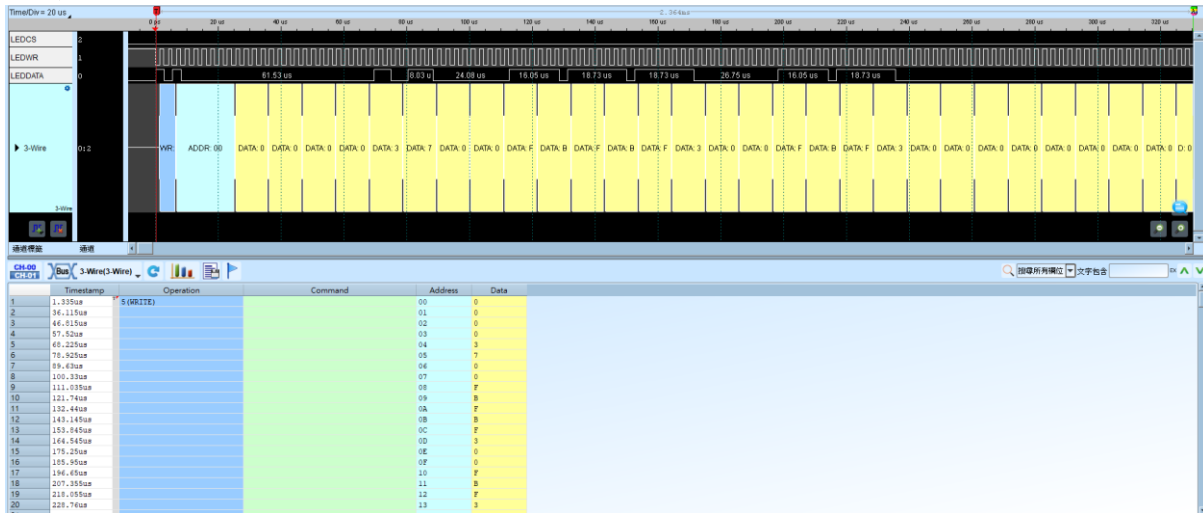 Time/Div = 20 us
2.364ms
0 ps 20 us 40 us 60 us 80 us 100 us 120 us 140 us 160 us 180 us 200 us 220 us 240 us 260 us 280 us 300 us 320 us
LEDCS 2
LEDWR 1
LEDDATA 0 61.53 us 8.03 u 24.08 us 16.05 us 18.73 us 18.73 us 26.75 us 16.05 us 18.73 us
3-Wire 0:2 WR ADDR: 00 DATA: 0 DATA: 0 DATA: 0 DATA: 0 DATA: 3 DATA: 7 DATA: 0 DATA: 0 DATA: F DATA: B DATA: F DATA: B DATA: F DATA: 3 DATA: 0 DATA: 0 DATA: F DATA: B DATA: F DATA: 3 DATA: 0 DATA: 0 DATA: 0 DATA: 0 DATA: 0 DATA: 0 DATA: 0 DATA: 0 D: 0
3-Wire
通道標籤 通道
CH-00 CH-01 Bus 3-Wire(3-Wire) 搜尋所有欄位 文字包含
Timestamp Operation Command Address Data
1 1.335us 5(WRITE) 00 0
2 36.115us 01 0
3 46.815us 02 0
4 57.52us 03 0
5 68.225us 04 3
6 78.925us 05 7
7 89.63us 06 0
8 100.33us 07 0
9 111.035us 08 F
10 121.74us 09 B
11 132.44us 0A F
12 143.145us 0B B
13 153.845us 0C F
14 164.545us 0D 3
15 175.25us 0E 0
16 185.95us 0F 0
17 196.65us 10 F
18 207.355us 11 B
19 218.055us 12 F
20 228.76us 13 3